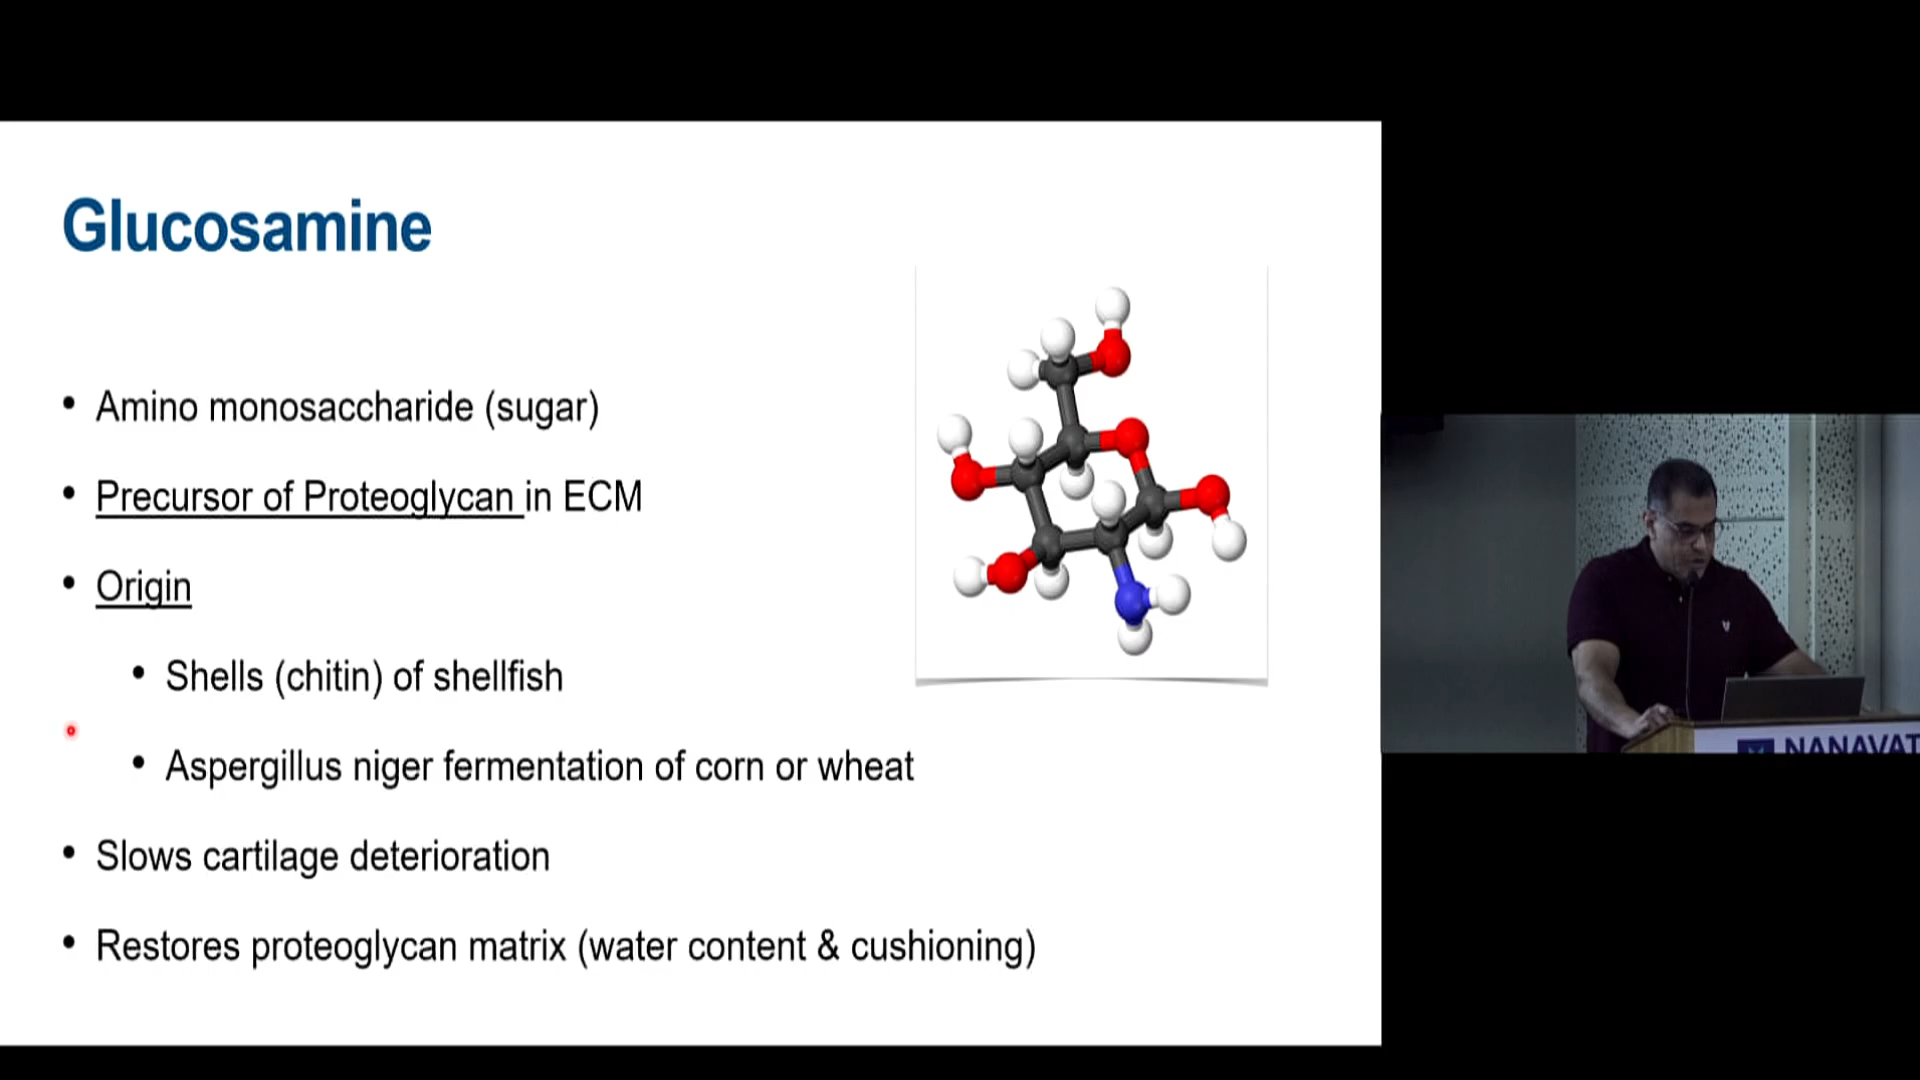 Glucosamine
• Amino monosaccharide (sugar)
• Precursor of Proteoglycan in ECM
• Origin
• Shells (chitin) of shellfish
• Aspergillus niger fermentation of corn or wheat
• Slows cartilage deterioration
• Restores proteoglycan matrix (water content & cushioning)
NANAVAT